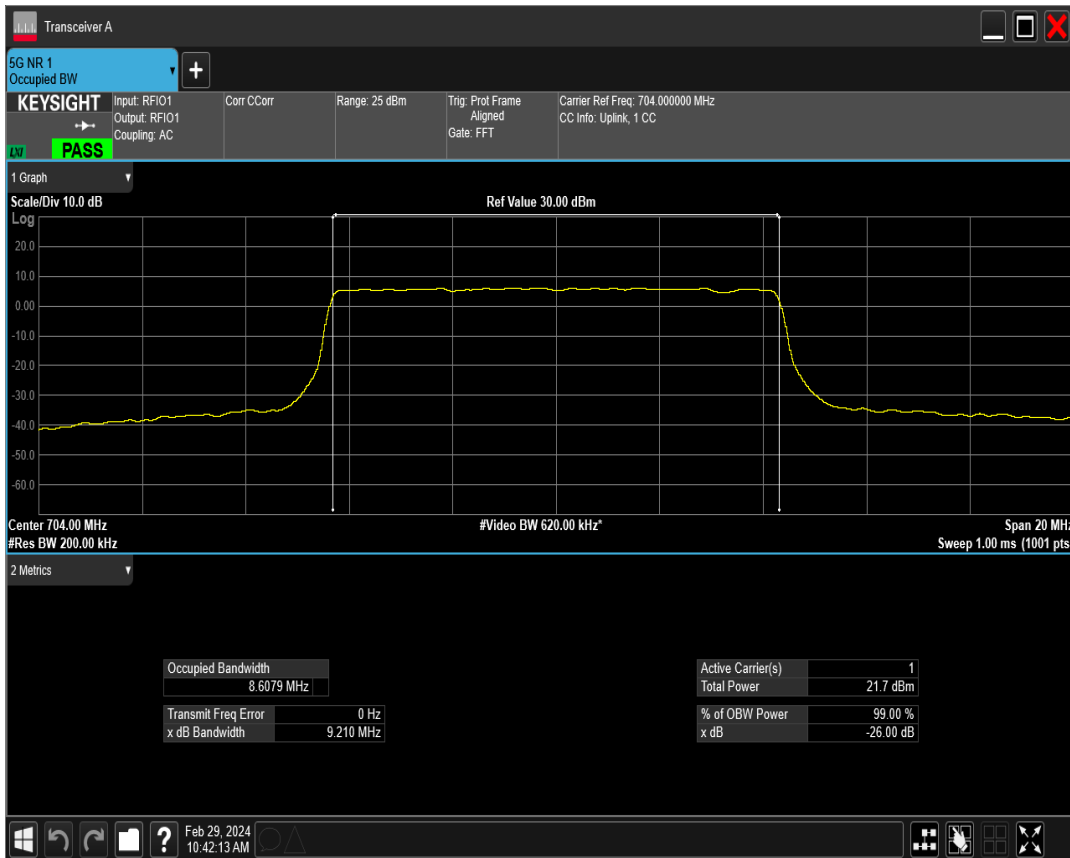 Transceiver A
5G NR 1
Occupied BW
+
KEYSIGHT
LXI
PASS
Input: RFIO1
Output: RFIO1
Coupling: AC
Corr CCorr
Range: 25 dBm
Trig: Prot Frame
Aligned
Gate: FFT
Carrier Ref Freq: 704.000000 MHz
CC Info: Uplink, 1 CC
1 Graph
Scale/Div 10.0 dB
Ref Value 30.00 dBm
Log
20.0
10.0
0.00
-10.0
-20.0
-30.0
-40.0
-50.0
-60.0
Center 704.00 MHz
#Video BW 620.00 kHz*
Span 20 MHz
#Res BW 200.00 kHz
Sweep 1.00 ms (1001 pts
2 Metrics
Occupied Bandwidth
8.6079 MHz
Transmit Freq Error 0 Hz
x dB Bandwidth 9.210 MHz
Active Carrier(s) 1
Total Power 21.7 dBm
% of OBW Power 99.00 %
x dB -26.00 dB
?
Feb 29, 2024
10:42:13 AM